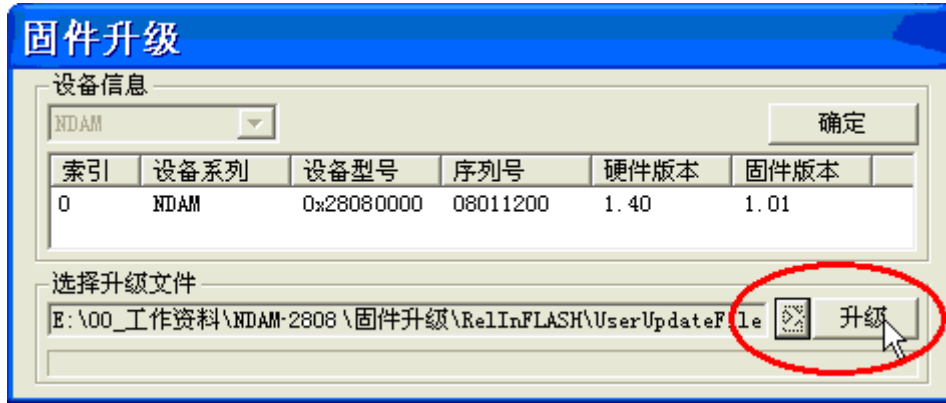 固件升级
设备信息
NDAM
确定
索引 设备系列 设备型号 序列号 硬件版本 固件版本
0 NDAM 0x28080000 08011200 1.40 1.01
选择升级文件
E:\00_工作资料\NDAM-2808\固件升级\RelInFLASH\UserUpdateFile
升级